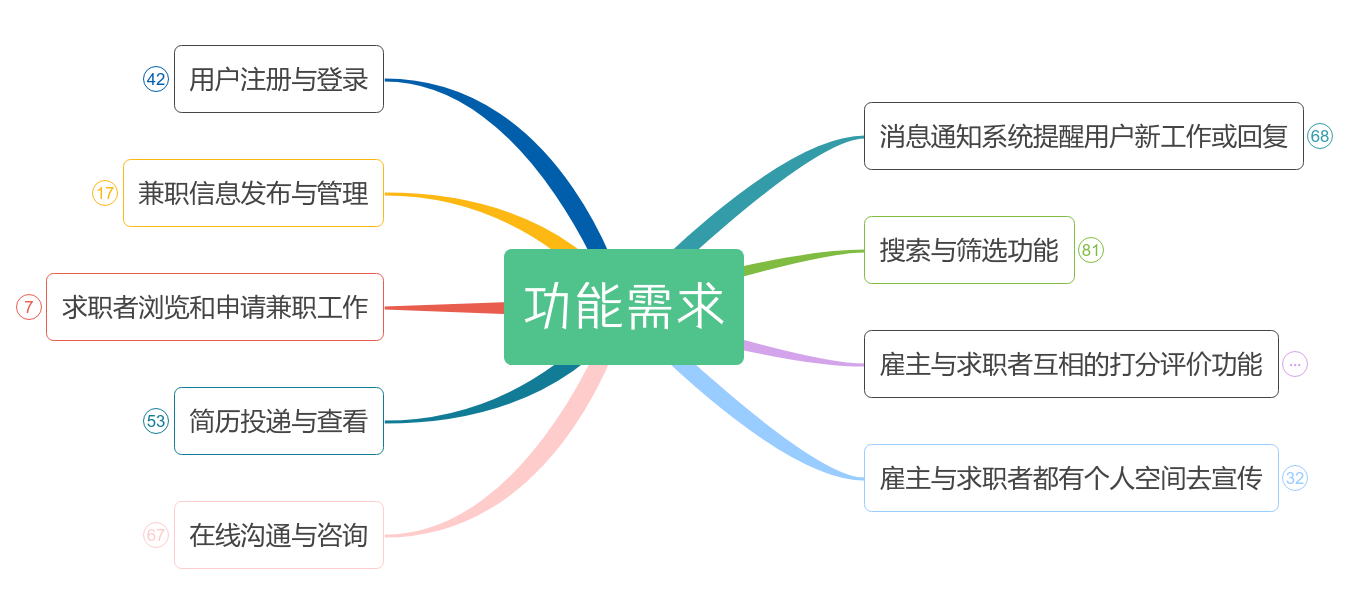 功能需求
用户注册与登录
42
兼职信息发布与管理
17
求职者浏览和申请兼职工作
7
简历投递与查看
53
在线沟通与咨询
67
消息通知系统提醒用户新工作或回复
68
搜索与筛选功能
81
雇主与求职者互相的打分评价功能
...
雇主与求职者都有个人空间去宣传
32